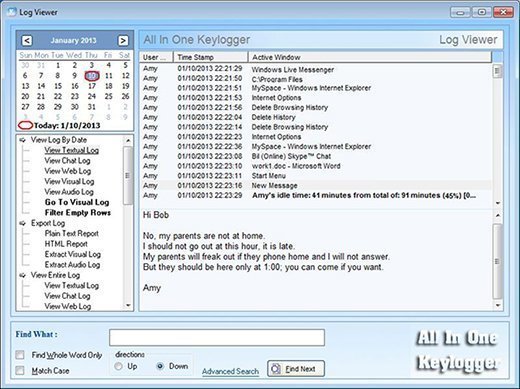 Log Viewer
January 2013
Sun Mon Tue Wed Thu Fri Sat
30 31 1 2 3 4 5
6 7 8 9 10 11 12
13 14 15 16 17 18 19
20 21 22 23 24 25 26
27 28 29 30 31 1 2
3 4 5 6 7 8 9
Today: 1/10/2013
View Log By Date
View Textual Log
View Chat Log
View Web Log
View Visual Log
View Audio Log
Go To Visual Log
Filter Empty Rows
Export Log
Plain Text Report
HTML Report
Extract Visual Log
Extract Audio Log
View Entire Log
View Textual Log
View Chat Log
View Web Log
All In One Keylogger Log Viewer
User ... Time Stamp Active Window
Amy 01/10/2013 22:21:29 Windows Live Messenger
Amy 01/10/2013 22:21:50 C:\Program Files
Amy 01/10/2013 22:21:51 MySpace - Windows Internet Explorer
Amy 01/10/2013 22:21:53 Internet Options
Amy 01/10/2013 22:21:56 Delete Browsing History
Amy 01/10/2013 22:22:04 Delete History
Amy 01/10/2013 22:22:14 Delete Browsing History
Amy 01/10/2013 22:22:23 Internet Options
Amy 01/10/2013 22:22:36 MySpace - Windows Internet Explorer
Amy 01/10/2013 22:23:08 Bil (Online) Skype™ Chat
Amy 01/10/2013 22:23:10 work1.doc - Microsoft Word
Amy 01/10/2013 22:23:11 Start Menu
Amy 01/10/2013 22:23:16 New Message
Amy 01/10/2013 22:23:29 Amy's idle time: 41 minutes from total of: 91 minutes (45%) [0...
Hi Bob
No, my parents are not at home.
I should not go out at this hour, it is late.
My parents will freak out if they phone home and I will not answer.
But they should be here only at 1:00; you can come if you want.
Amy
Find What :
Find Whole Word Only
Match Case
directions
Up Down
Advanced Search
Find Next
All In One
Keylogger